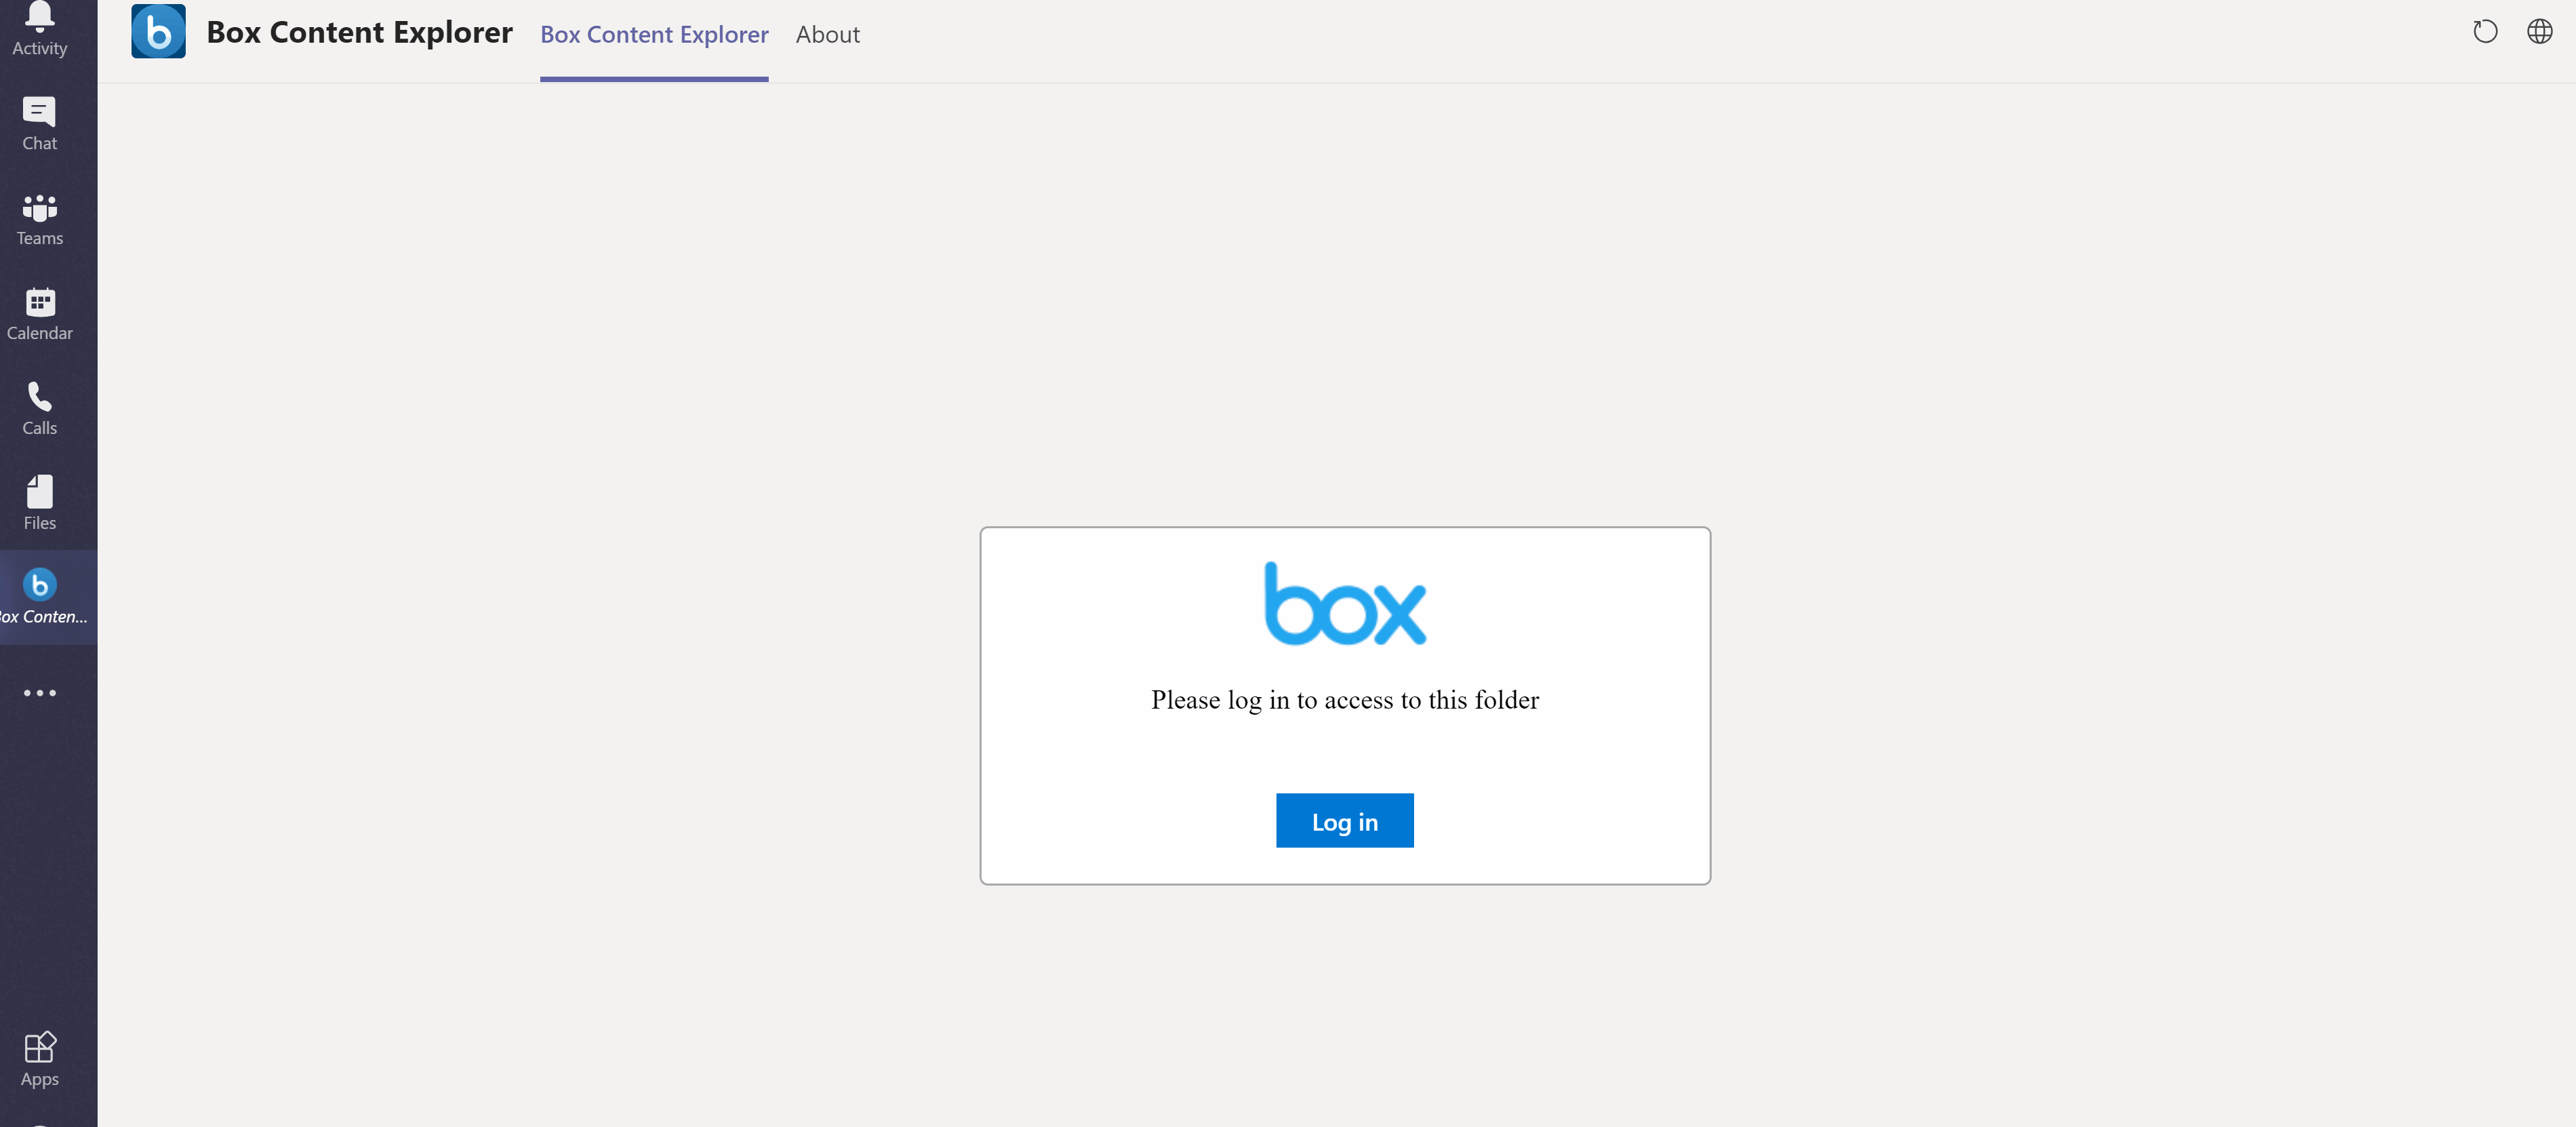 Activity
Chat
Teams
Calendar
Calls
Files
Box Conten...
Apps
b
Box Content Explorer
Box Content Explorer
About
box
Please log in to access to this folder
Log in